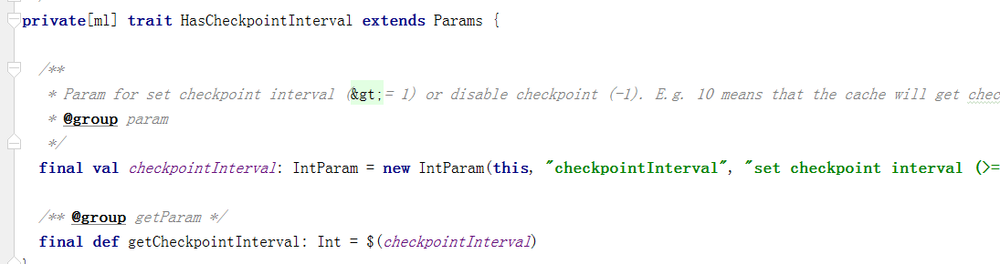 private[ml] trait HasCheckpointInterval extends Params {
/**
* Param for set checkpoint interval (&gt;= 1) or disable checkpoint (-1). E.g. 10 means that the cache will get chec
* @group param
*/
final val checkpointInterval: IntParam = new IntParam(this, "checkpointInterval", "set checkpoint interval (>=
/** @group getParam */
final def getCheckpointInterval: Int = $(checkpointInterval)
}